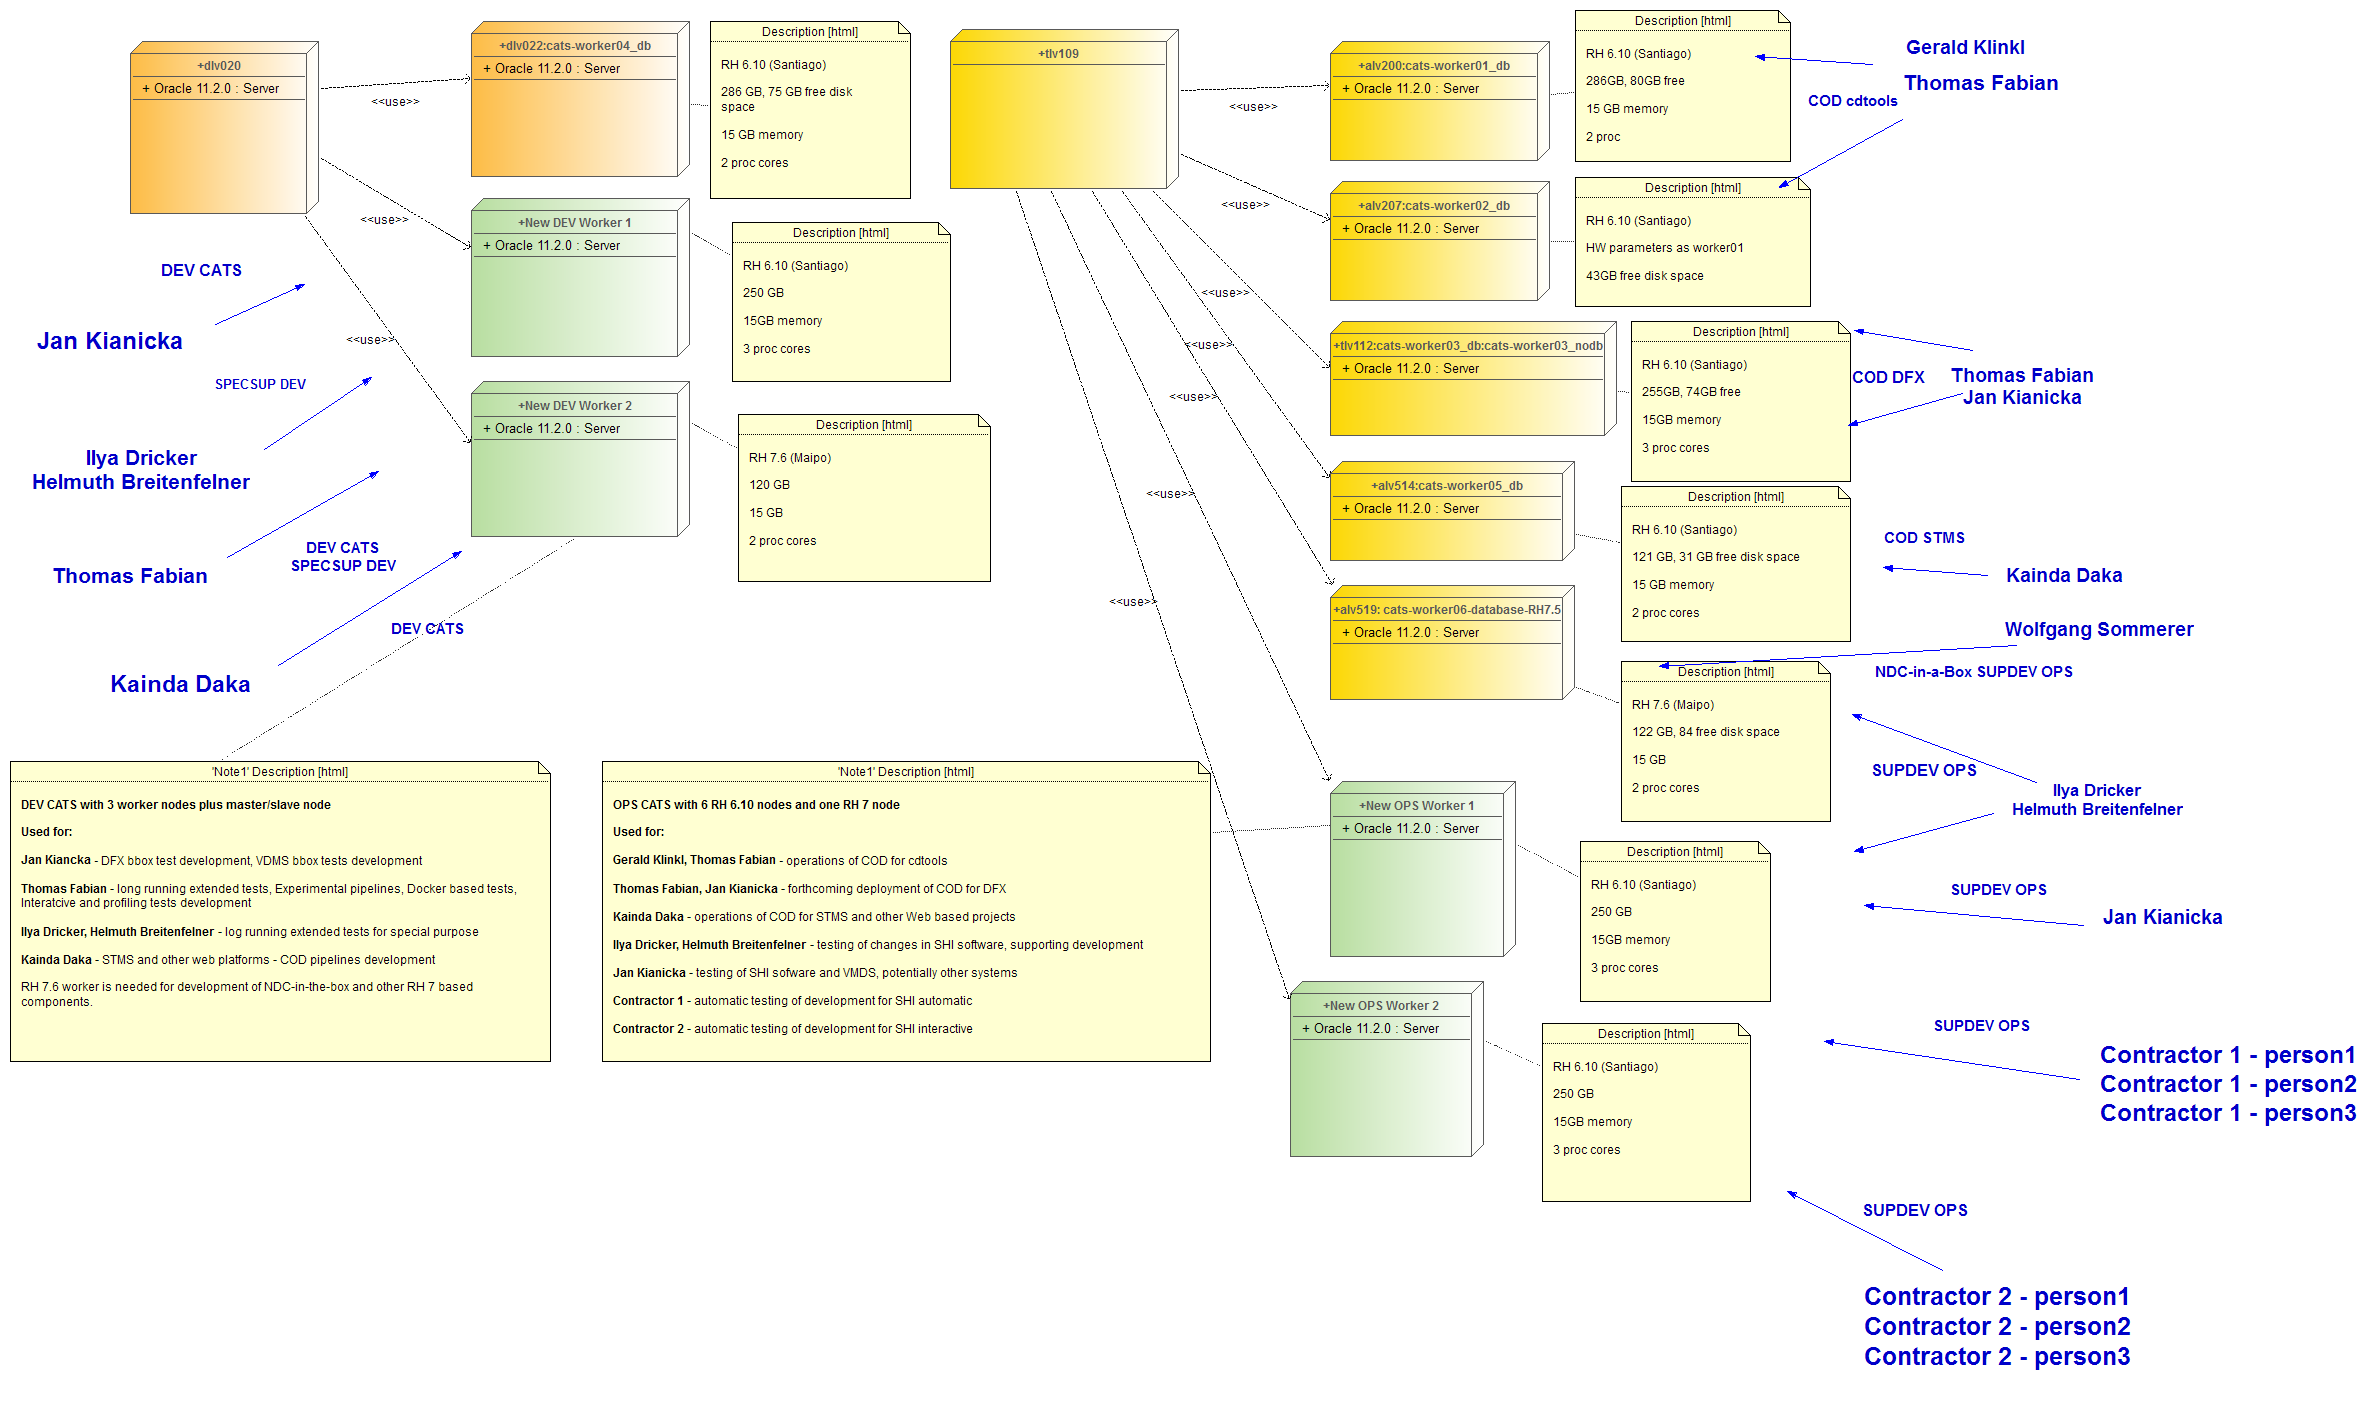 +dlv020
+ Oracle 11.2.0 : Server
<<use>>
<<use>>
<<use>>
+dlv022:cats-worker04_db
+ Oracle 11.2.0 : Server
Description [html]
RH 6.10 (Santiago)
286 GB, 75 GB free disk
space
15 GB memory
2 proc cores
+New DEV Worker 1
+ Oracle 11.2.0 : Server
Description [html]
RH 6.10 (Santiago)
250 GB
15GB memory
3 proc cores
+New DEV Worker 2
+ Oracle 11.2.0 : Server
Description [html]
RH 7.6 (Maipo)
120 GB
15 GB
2 proc cores
DEV CATS
Jan Kianicka
SPECSUP DEV
Ilya Dricker
Helmuth Breitenfelner
DEV CATS
SPECSUP DEV
Thomas Fabian
DEV CATS
Kainda Daka
'Note1' Description [html]
DEV CATS with 3 worker nodes plus master/slave node
Used for:
Jan Kiancka - DFX bbox test development, VDMS bbox tests development
Thomas Fabian - long running extended tests, Experimental pipelines, Docker based tests,
Interatcive and profiling tests development
Ilya Dricker, Helmuth Breitenfelner - log running extended tests for special purpose
Kainda Daka - STMS and other web platforms - COD pipelines development
RH 7.6 worker is needed for development of NDC-in-the-box and other RH 7 based
components.
'Note1' Description [html]
OPS CATS with 6 RH 6.10 nodes and one RH 7 node
Used for:
Gerald Klinkl, Thomas Fabian - operations of COD for cdtools
Thomas Fabian, Jan Kianicka - forthcoming deployment of COD for DFX
Kainda Daka - operations of COD for STMS and other Web based projects
Ilya Dricker, Helmuth Breitenfelner - testing of changes in SHI software, supporting development
Jan Kianicka - testing of SHI sofware and VMDS, potentially other systems
Contractor 1 - automatic testing of development for SHI automatic
Contractor 2 - automatic testing of development for SHI interactive
+tlv109
<<use>>
<<use>>
<<use>>
<<use>>
<<use>>
<<use>>
<<use>>
+alv200:cats-worker01_db
+ Oracle 11.2.0 : Server
Description [html]
RH 6.10 (Santiago)
286GB, 80GB free
15 GB memory
2 proc
Gerald Klinkl
Thomas Fabian
COD cdtools
+alv207:cats-worker02_db
+ Oracle 11.2.0 : Server
Description [html]
RH 6.10 (Santiago)
HW parameters as worker01
43GB free disk space
+tlv112:cats-worker03_db:cats-worker03_nodb
+ Oracle 11.2.0 : Server
Description [html]
RH 6.10 (Santiago)
255GB, 74GB free
15GB memory
3 proc cores
COD DFX
Thomas Fabian
Jan Kianicka
+alv514:cats-worker05_db
+ Oracle 11.2.0 : Server
Description [html]
RH 6.10 (Santiago)
121 GB, 31 GB free disk space
15 GB memory
2 proc cores
COD STMS
Kainda Daka
+alv519: cats-worker06-database-RH7.5
+ Oracle 11.2.0 : Server
Description [html]
RH 7.6 (Maipo)
122 GB, 84 free disk space
15 GB
2 proc cores
Wolfgang Sommerer
NDC-in-a-Box SUPDEV OPS
SUPDEV OPS
Ilya Dricker
Helmuth Breitenfelner
+New OPS Worker 1
+ Oracle 11.2.0 : Server
Description [html]
RH 6.10 (Santiago)
250 GB
15GB memory
3 proc cores
SUPDEV OPS
Jan Kianicka
+New OPS Worker 2
+ Oracle 11.2.0 : Server
Description [html]
RH 6.10 (Santiago)
250 GB
15GB memory
3 proc cores
SUPDEV OPS
Contractor 1 - person1
Contractor 1 - person2
Contractor 1 - person3
SUPDEV OPS
Contractor 2 - person1
Contractor 2 - person2
Contractor 2 - person3